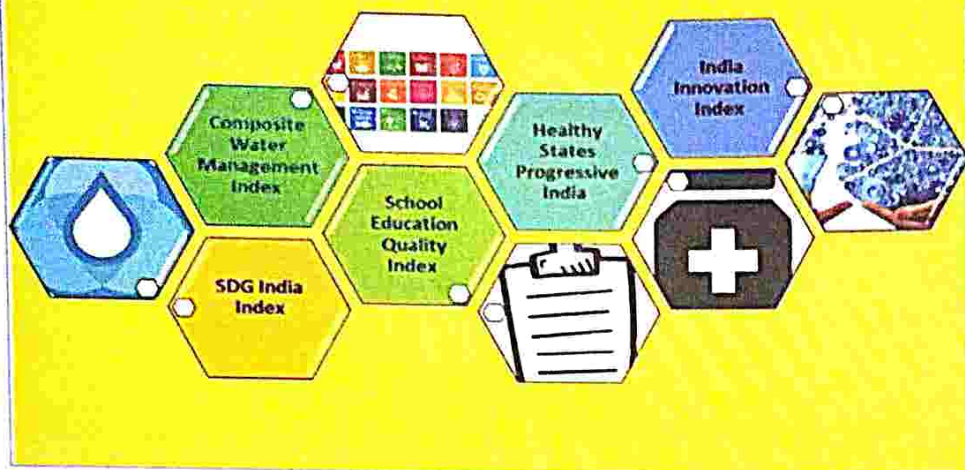 Composite
Water
Management
Index
SDG India
Index
School
Education
Quality
Index
Healthy
States
Progressive
India
India
Innovation
Index